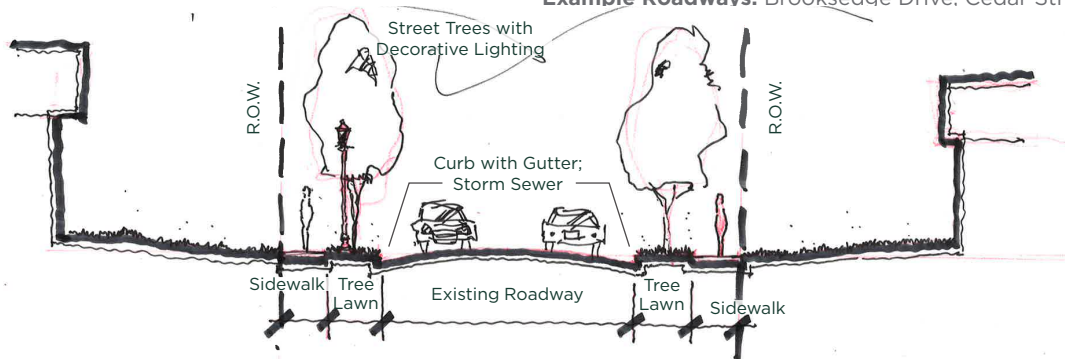 Example Roadways: Brooksedge Drive, Cedar
Street Trees with
Decorative Lighting
R.O.W.
R.O.W.
Curb with Gutter;
Storm Sewer
Sidewalk
Tree
Lawn
Existing Roadway
Tree
Lawn
Sidewalk